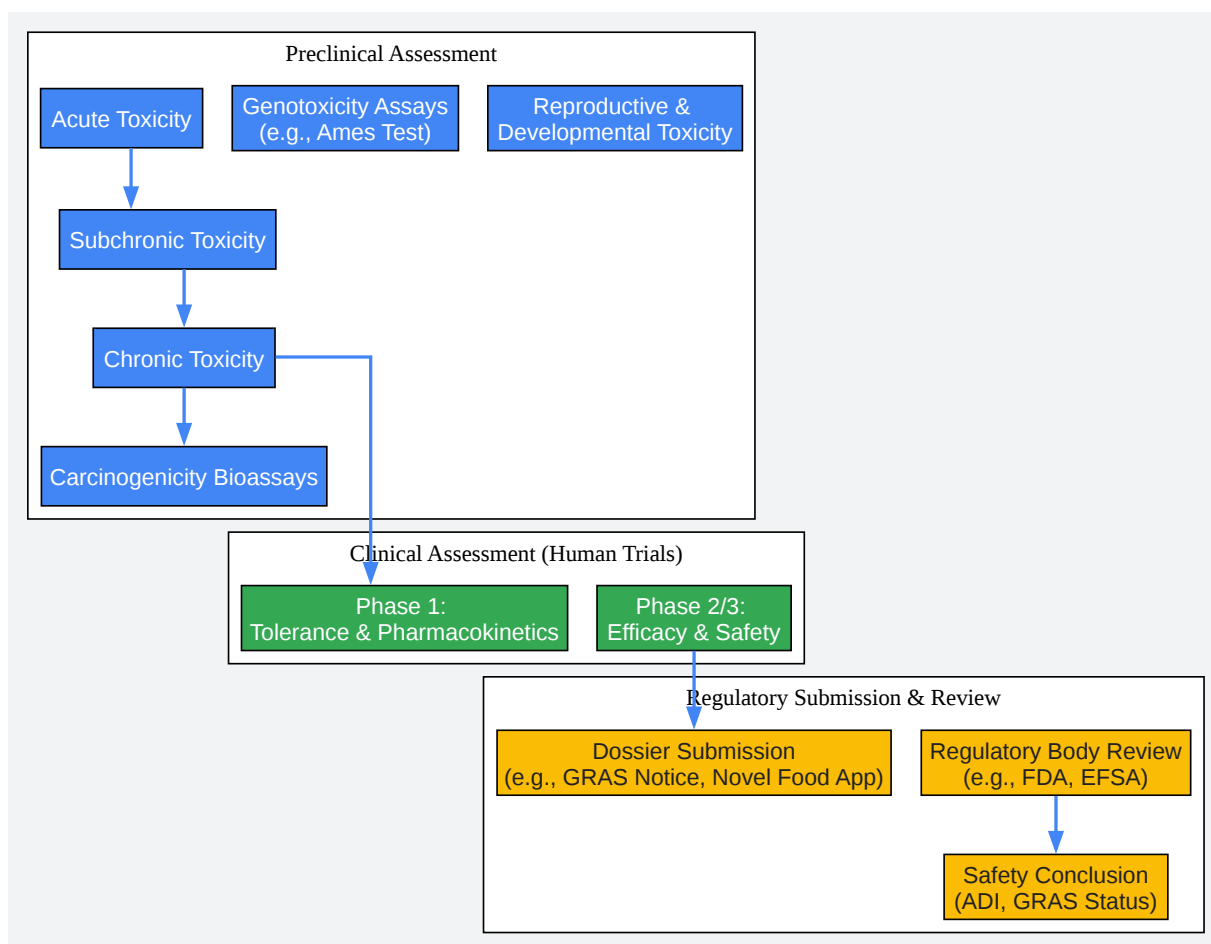 Preclinical Assessment
Acute Toxicity
Genotoxicity Assays
(e.g., Ames Test)
Reproductive &
Developmental Toxicity
Subchronic Toxicity
Chronic Toxicity
Carcinogenicity Bioassays
Clinical Assessment (Human Trials)
Phase 1:
Tolerance & Pharmacokinetics
Phase 2/3:
Efficacy & Safety
Regulatory Submission & Review
Dossier Submission
(e.g., GRAS Notice, Novel Food App)
Regulatory Body Review
(e.g., FDA, EFSA)
Safety Conclusion
(ADI, GRAS Status)